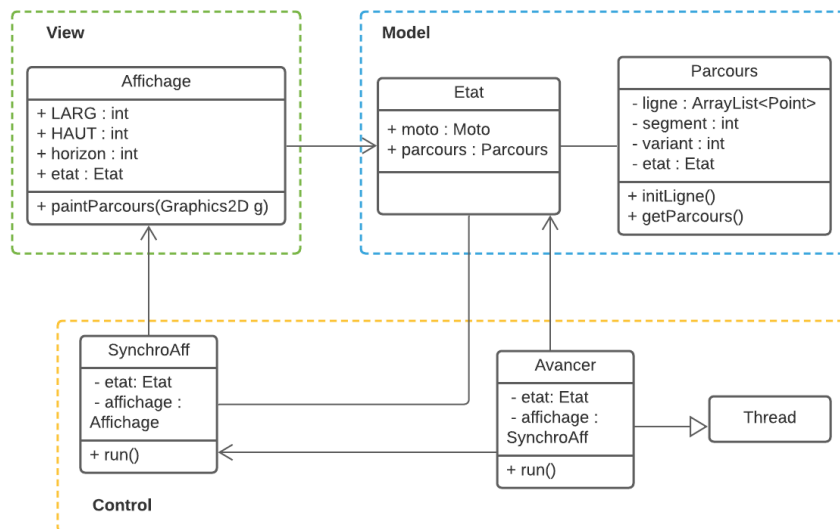 View
Affichage
+ LARG : int
+ HAUT : int
+ horizon : int
+ etat : Etat
+ paintParcours(Graphics2D g)
Model
Etat
+ moto : Moto
+ parcours : Parcours
Parcours
- ligne : ArrayList<Point>
- segment : int
- variant : int
- etat : Etat
+ initLigne()
+ getParcours()
SynchroAff
- etat: Etat
- affichage :
Affichage
+ run()
Avancer
- etat: Etat
- affichage :
SynchroAff
+ run()
Thread
Control